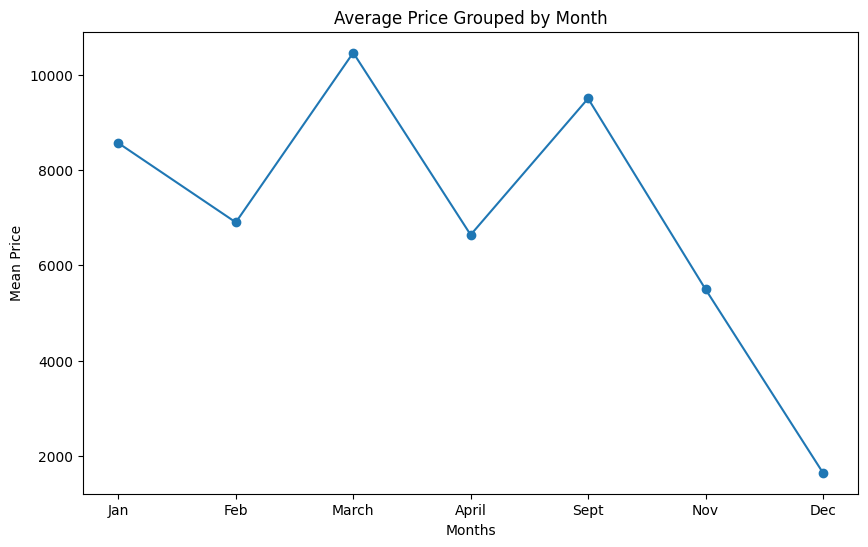 Average Price Grouped by Month
Mean Price
10000
8000
6000
4000
2000
Jan Feb March April Sept Nov Dec
Months